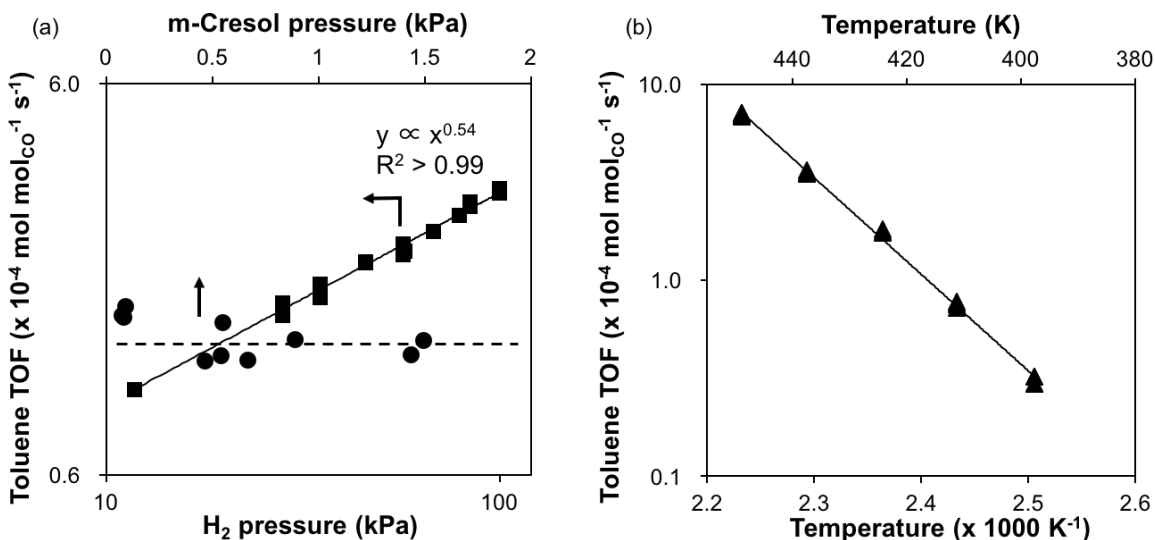 (a)
m-Cresol pressure (kPa)
0 0.5 1 1.5 2
6.0
0.6
Toluene TOF (x 10⁻⁴ mol mol_CO⁻¹ s⁻¹)
y ∝ x^0.54
R² > 0.99
10 100
H₂ pressure (kPa)
(b)
Temperature (K)
440 420 400 380
10.0
1.0
0.1
Toluene TOF (x 10⁻⁴ mol mol_CO⁻¹ s⁻¹)
2.2 2.3 2.4 2.5 2.6
Temperature (x 1000 K⁻¹)